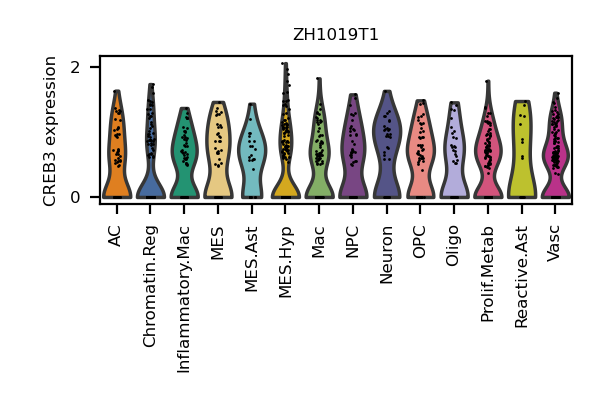 ZH1019T1
CREB3 expression
2
0
AC
Chromatin.Reg
Inflammatory.Mac
MES
MES.Ast
MES.Hyp
Mac
NPC
Neuron
OPC
Oligo
Prolif.Metab
Reactive.Ast
Vasc